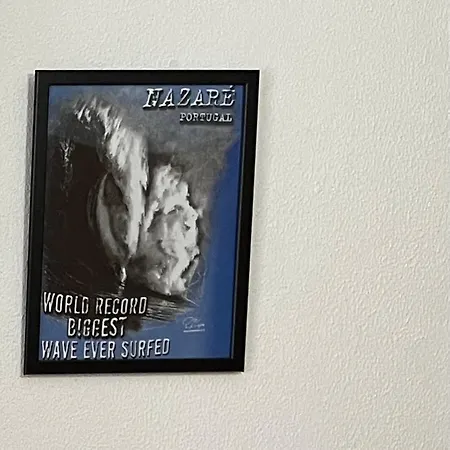 NAZARÉ
PORTUGAL
WORLD RECORD
BIGGEST
WAVE EVER SURFED